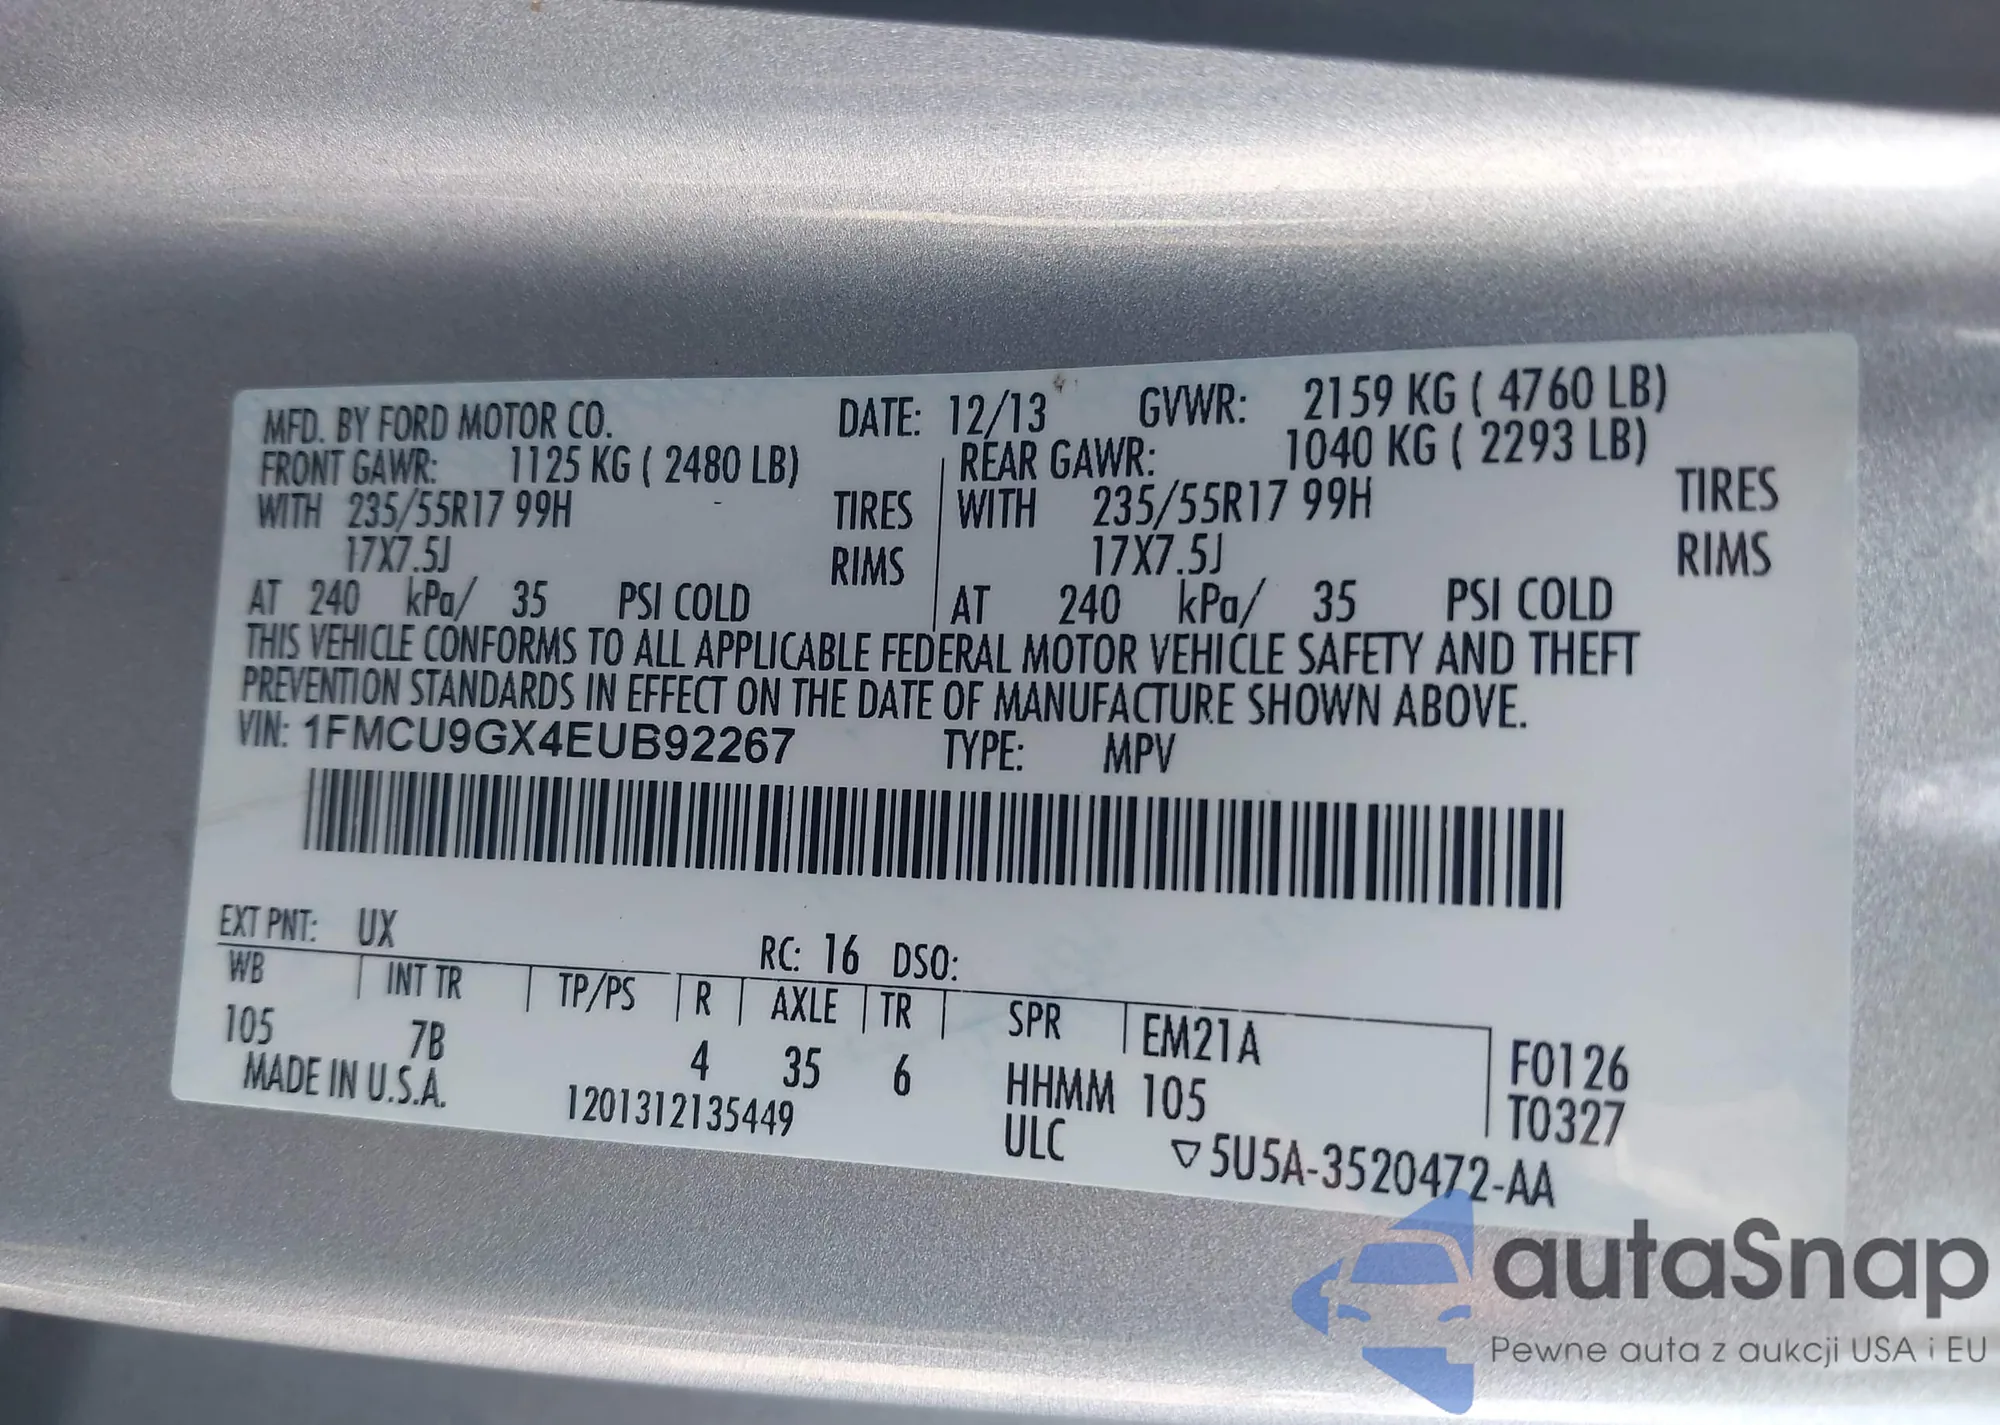 MFD. BY FORD MOTOR CO. DATE: 12/13 GVWR: 2159 KG ( 4760 LB)
FRONT GAWR: 1125 KG ( 2480 LB) REAR GAWR: 1040 KG ( 2293 LB)
WITH 235/55R17 99H TIRES WITH 235/55R17 99H TIRES
17X7.5J RIMS 17X7.5J RIMS
AT 240 kPa/ 35 PSI COLD AT 240 kPa/ 35 PSI COLD
THIS VEHICLE CONFORMS TO ALL APPLICABLE FEDERAL MOTOR VEHICLE SAFETY AND THEFT
PREVENTION STANDARDS IN EFFECT ON THE DATE OF MANUFACTURE SHOWN ABOVE.
VIN: 1FMCU9GX4EUB92267 TYPE: MPV
EXT PNT: UX RC: 16 DSO:
WB INT TR TP/PS R AXLE TR SPR EM21A F0126
105 7B 4 35 6 HHMM 105 T0327
MADE IN U.S.A. 1201312135449 ULC ▽5U5A-3520472-AA
autaSnap
Pewne auta z aukcji USA i EU